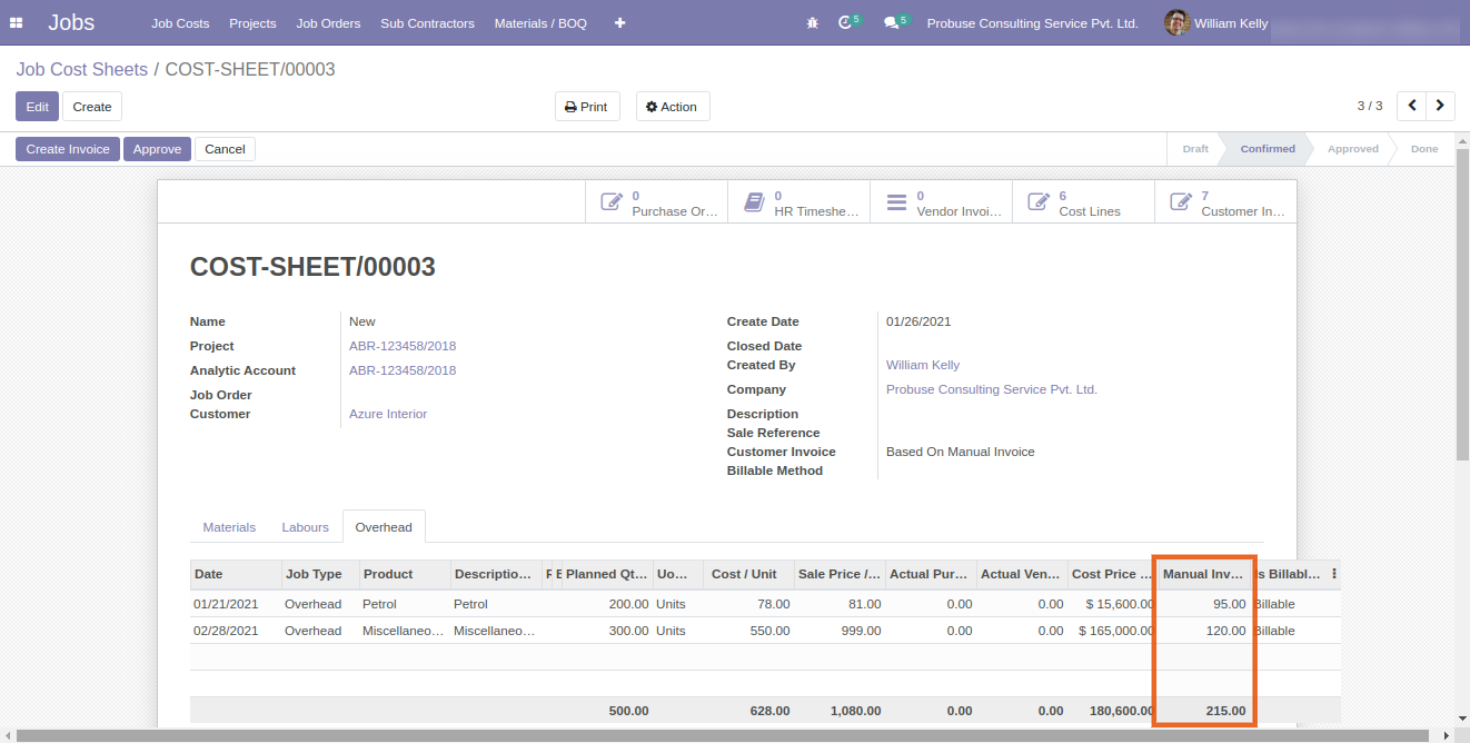 Jobs Job Costs Projects Job Orders Sub Contractors Materials / BOQ 5 5 Probuse Consulting Service Pvt. Ltd. William Kelly
Job Cost Sheets / COST-SHEET/00003
Edit Create Print Action 3 / 3
Create Invoice Approve Cancel Draft Confirmed Approved Done
0 Purchase Or… 0 HR Timeshe… 0 Vendor Invoi… 6 Cost Lines 7 Customer In…
COST-SHEET/00003
Name New Create Date 01/26/2021
Project ABR-123458/2018 Closed Date
Analytic Account ABR-123458/2018 Created By William Kelly
Job Order Company Probuse Consulting Service Pvt. Ltd.
Customer Azure Interior Description
Sale Reference
Customer Invoice Based On Manual Invoice
Billable Method
Materials Labours Overhead
Date Job Type Product Descriptio… Planned Qt… Uo… Cost / Unit Sale Price /… Actual Pur… Actual Ven… Cost Price … Manual Inv… Is Billabl…
01/21/2021 Overhead Petrol Petrol 200.00 Units 78.00 81.00 0.00 0.00 $ 15,600.00 95.00 Billable
02/28/2021 Overhead Miscellaneo… Miscellaneo… 300.00 Units 550.00 999.00 0.00 0.00 $ 165,000.00 120.00 Billable
500.00 628.00 1,080.00 0.00 0.00 180,600.00 215.00